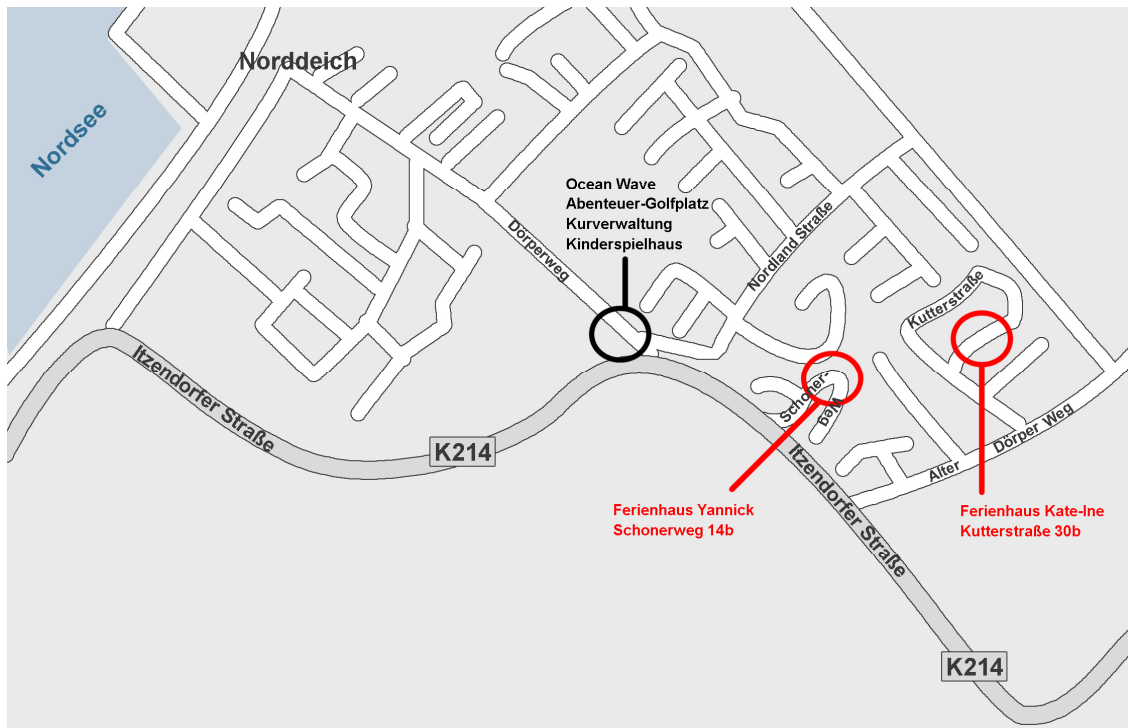 Norddeich
Nordsee
Ocean Wave
Abenteuer-Golfplatz
Kurverwaltung
Kinderspielhaus
Dörperweg
Nordland Straße
Kutterstraße
Itzendorfer Straße
Schoner-
Weg
K214
Itzendorfer Straße
Alter Dörper Weg
Ferienhaus Yannick
Schonerweg 14b
Ferienhaus Kate-Ine
Kutterstraße 30b
K214